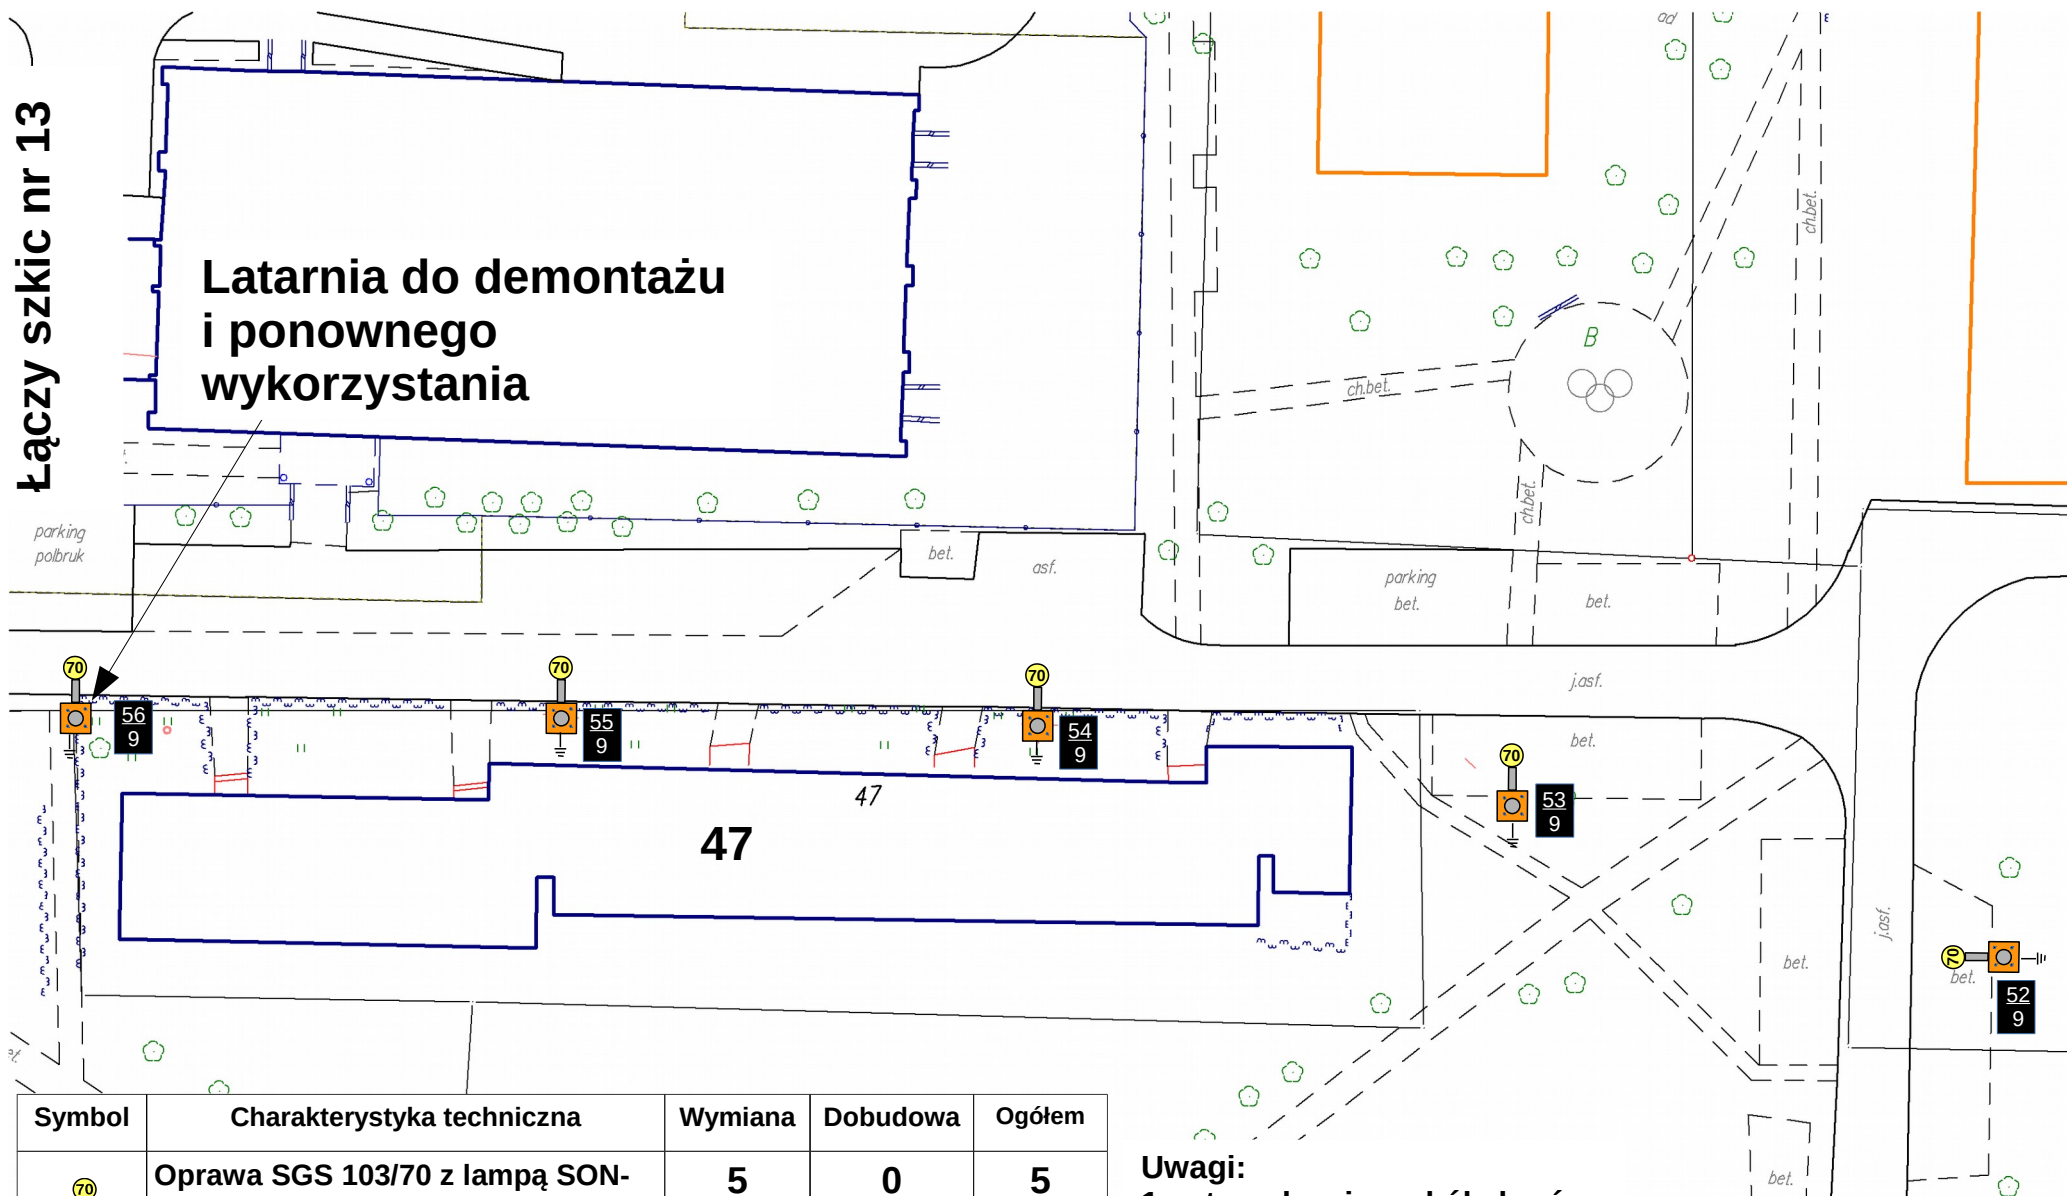 Łączy szkic nr 13
ad
ch.bet.
Latarnia do demontażu
i ponownego
wykorzystania
B
ch.bet.
ch.bet.
parking
polbruk
bet.
asf.
parking
bet.
bet.
j.asf.
70
70
70
56
9
55
9
54
9
bet.
70
53
9
47
47
j.asf.
bet.
70
bet.
52
9
et.
Symbol Charakterystyka techniczna Wymiana Dobudowa Ogółem
70 Oprawa SGS 103/70 z lampą SON- 5 0 5
Uwagi:
bet.